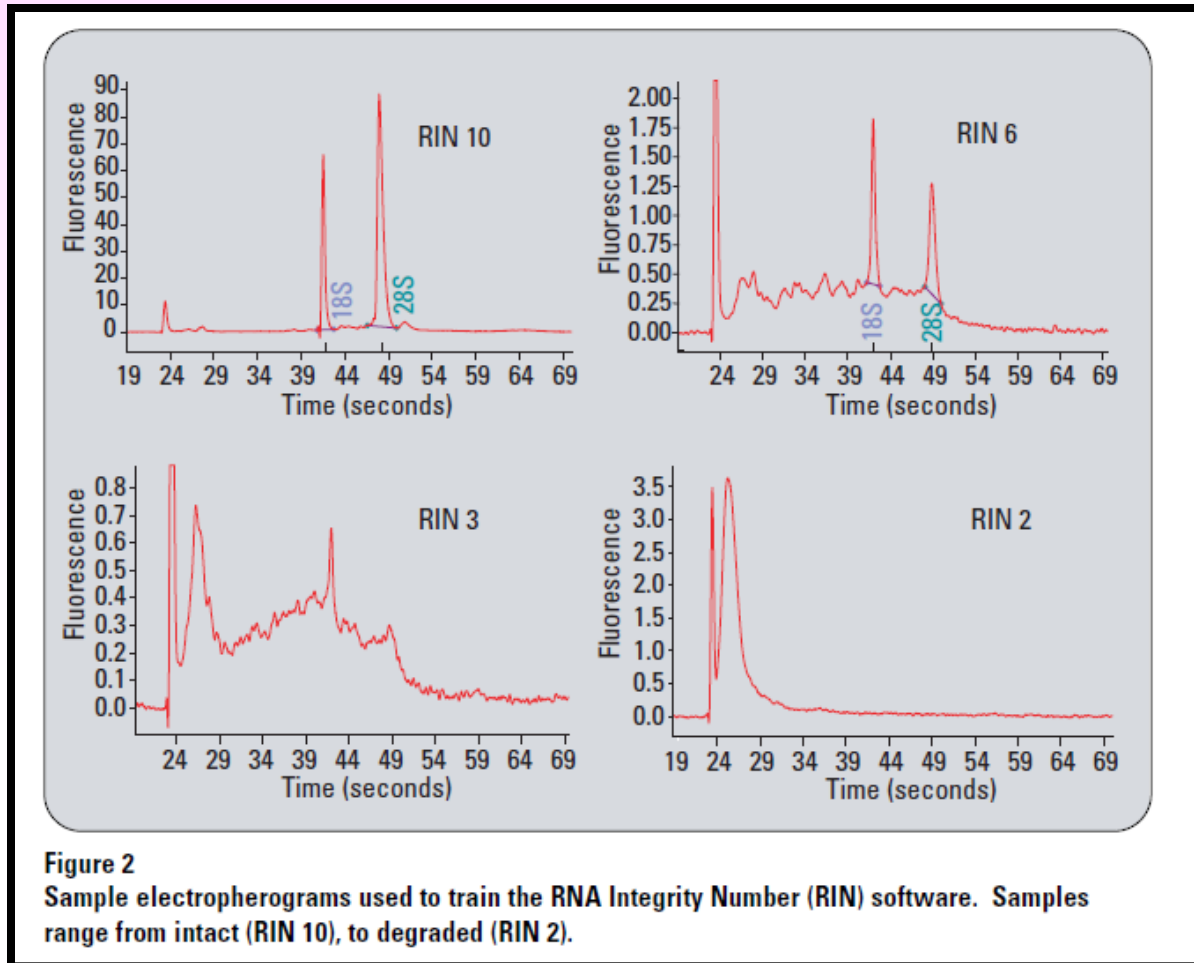 RIN 10
Fluorescence
90
80
70
60
50
40
30
20
10
0
18S
28S
19 24 29 34 39 44 49 54 59 64 69
Time (seconds)
RIN 6
Fluorescence
2.00
1.75
1.50
1.25
1.00
0.75
0.50
0.25
0.00
18S
28S
24 29 34 39 44 49 54 59 64 69
Time (seconds)
RIN 3
Fluorescence
0.8
0.7
0.6
0.5
0.4
0.3
0.2
0.1
0.0
24 29 34 39 44 49 54 59 64 69
Time (seconds)
RIN 2
Fluorescence
3.5
3.0
2.5
2.0
1.5
1.0
0.5
0.0
19 24 29 34 39 44 49 54 59 64 69
Time (seconds)
Figure 2
Sample electropherograms used to train the RNA Integrity Number (RIN) software. Samples
range from intact (RIN 10), to degraded (RIN 2).